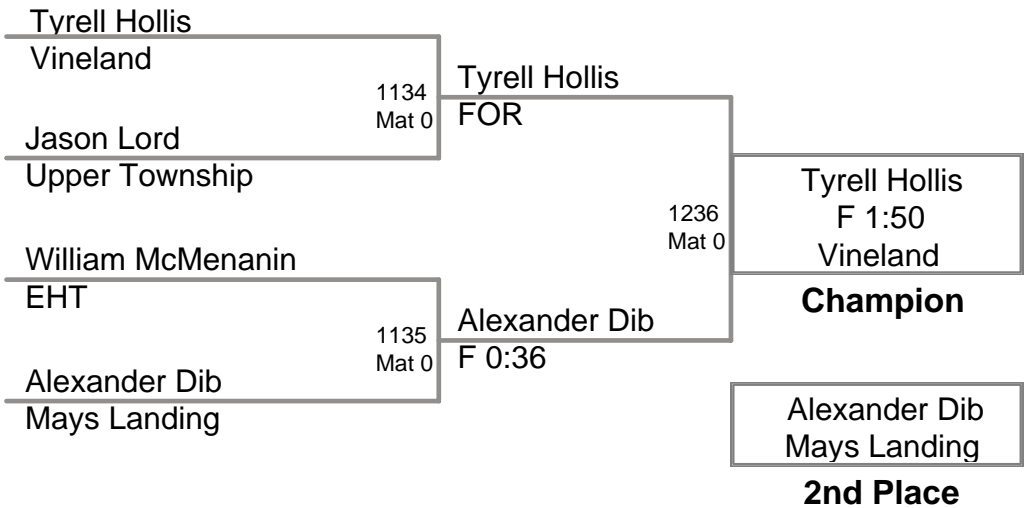 Tyrell Hollis
Vineland
1134
Mat 0
Jason Lord
Upper Township
Tyrell Hollis
FOR
William McMenanin
EHT
1135
Mat 0
Alexander Dib
Mays Landing
Alexander Dib
F 0:36
1236
Mat 0
Tyrell Hollis
F 1:50
Vineland
Champion
Alexander Dib
Mays Landing
2nd Place